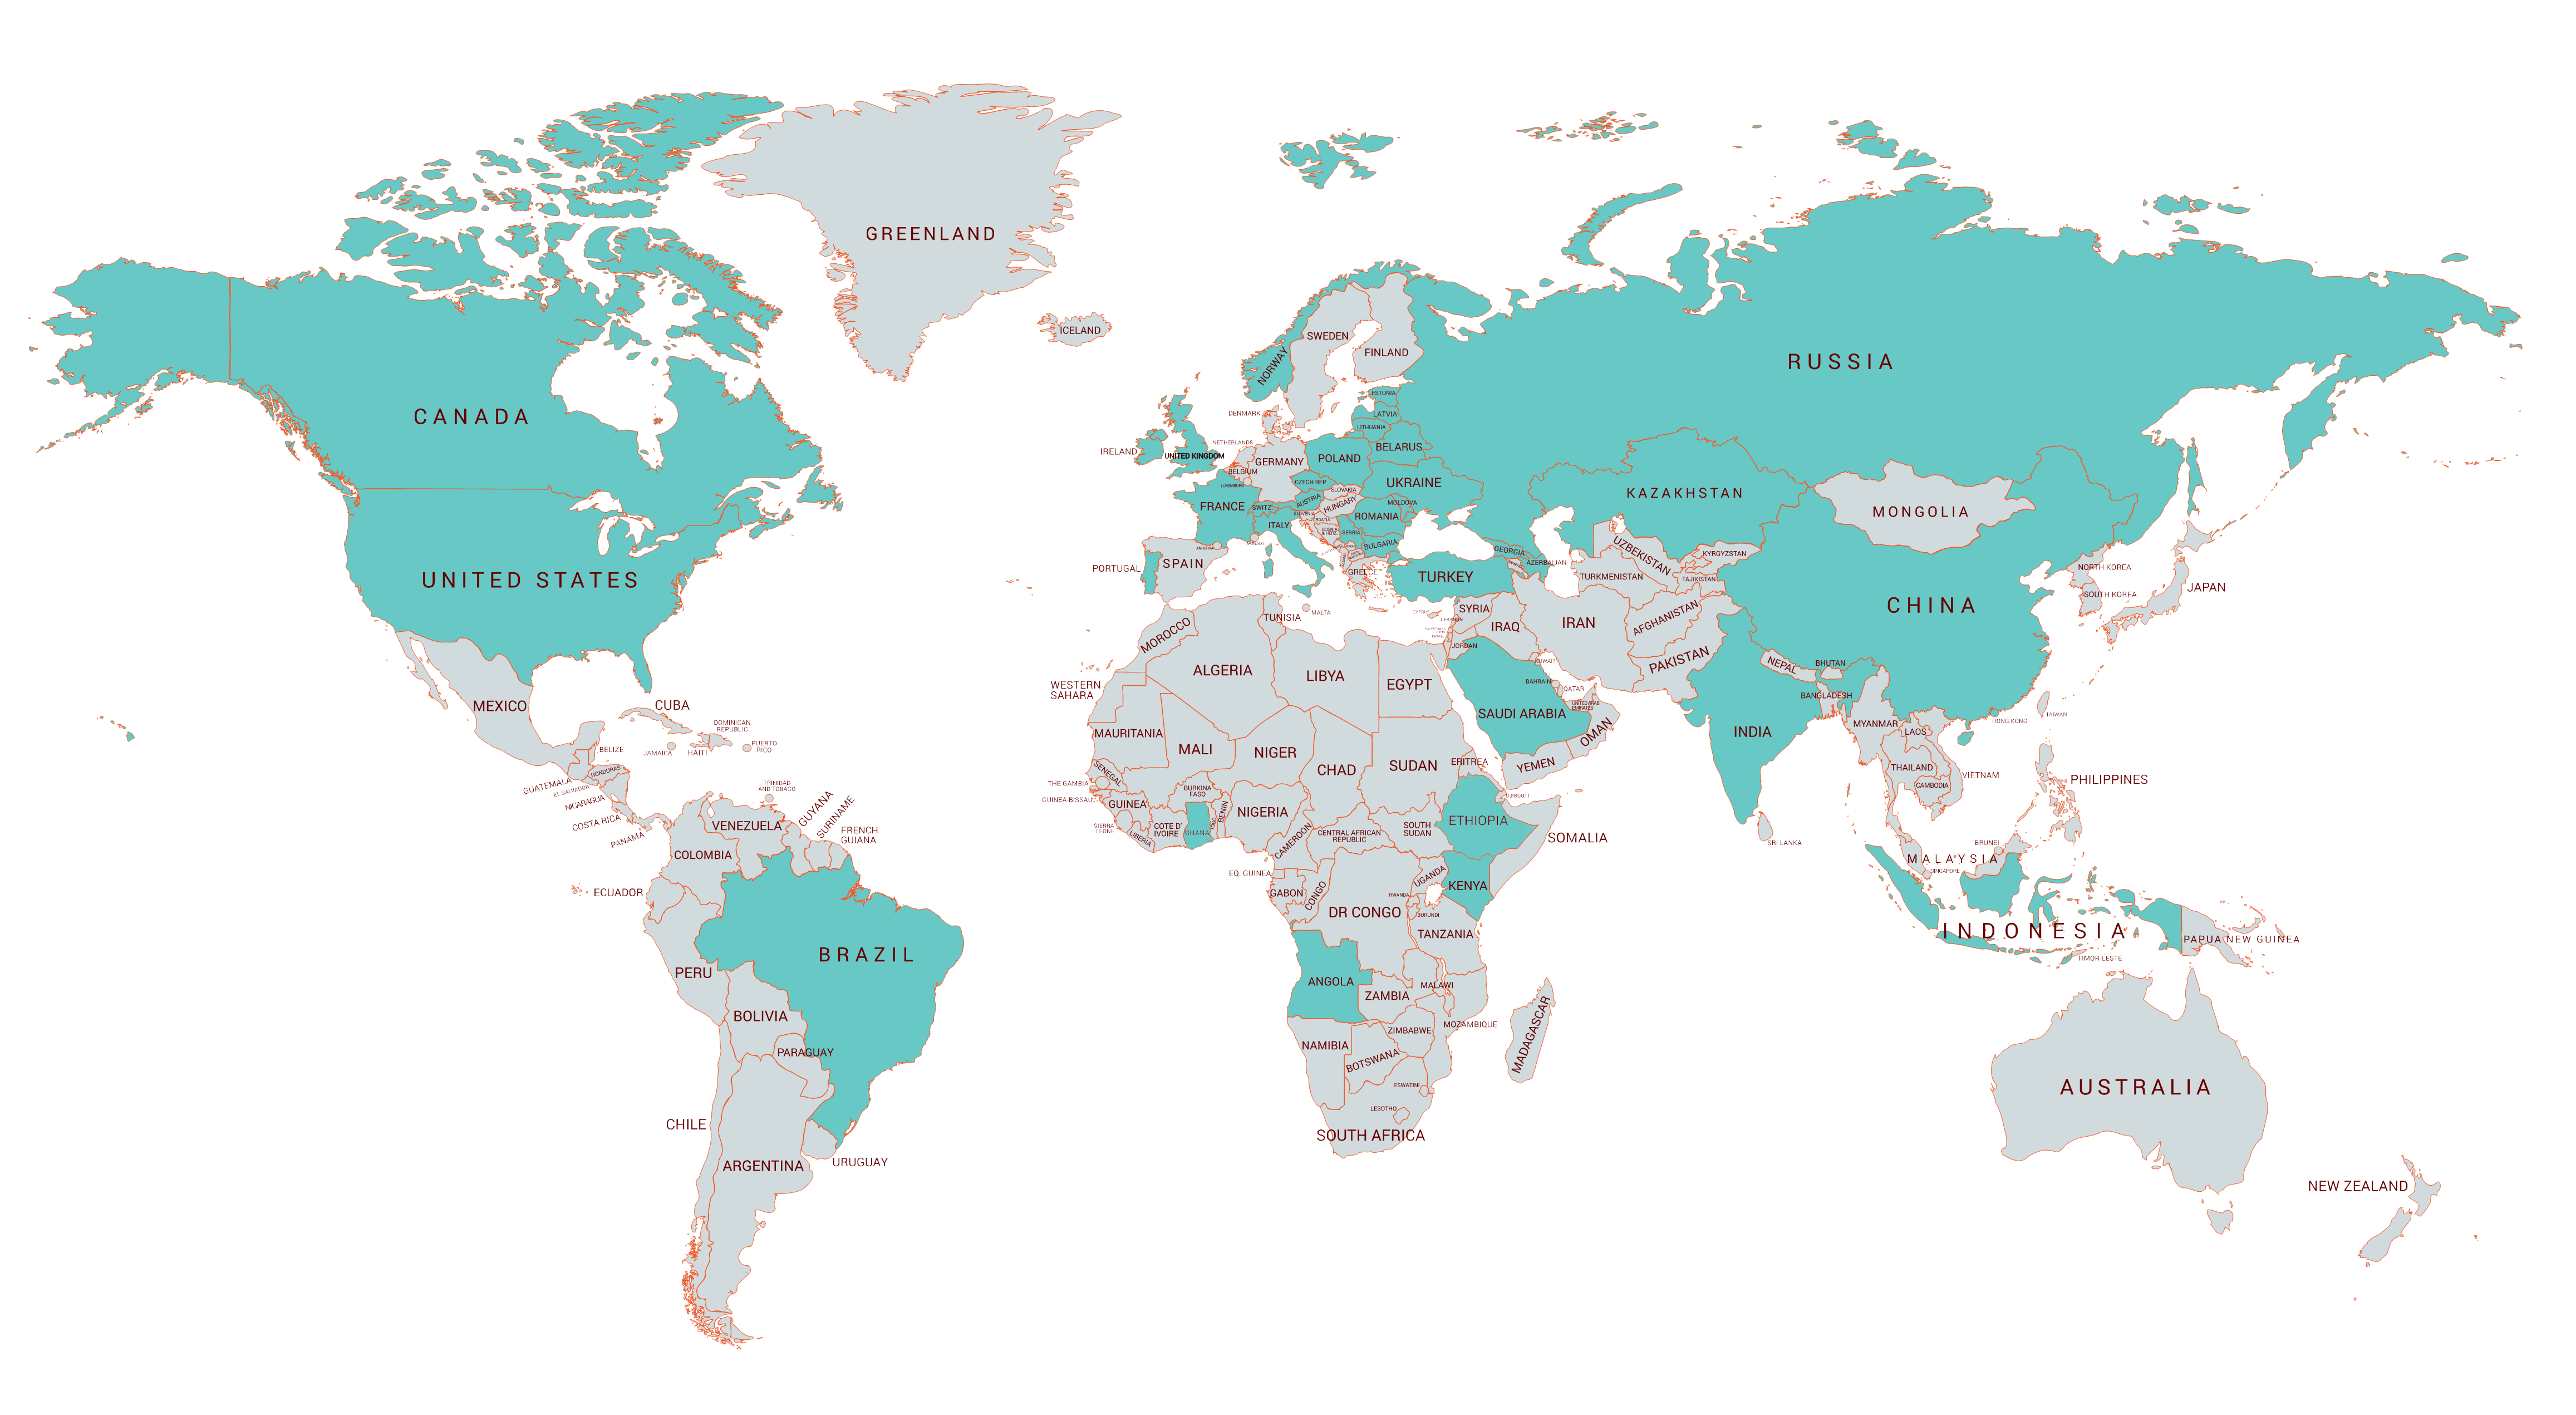 GREENLAND
ICELAND
CANADA
UNITED STATES
MEXICO
CUBA
DOMINICAN
REPUBLIC
PUERTO
RICO
JAMAICA
HAITI
BELIZE
HONDURAS
GUATEMALA
EL SALVADOR
NICARAGUA
COSTA RICA
PANAMA
TRINIDAD
AND TOBAGO
GUYANA
SURINAME
FRENCH
GUIANA
VENEZUELA
COLOMBIA
ECUADOR
BRAZIL
PERU
BOLIVIA
PARAGUAY
CHILE
ARGENTINA
URUGUAY
NORWAY
SWEDEN
FINLAND
ESTONIA
LATVIA
LITHUANIA
DENMARK
NETHERLANDS
IRELAND
UNITED KINGDOM
BELGIUM
LUXEMBURG
GERMANY
POLAND
BELARUS
UKRAINE
CZECH REP.
SLOVAKIA
AUSTRIA
HUNGARY
MOLDOVA
FRANCE
SWITZ.
SLOVENIA
CROATIA
ROMANIA
ITALY
SERBIA
BULGARIA
ANDORRA
MONACO
PORTUGAL
SPAIN
GREECE
MALTA
TURKEY
GEORGIA
AZERBAIJAN
RUSSIA
KAZAKHSTAN
MONGOLIA
UZBEKISTAN
KYRGYZSTAN
TURKMENISTAN
TAJIKISTAN
CHINA
NORTH KOREA
SOUTH KOREA
JAPAN
CYPRUS
SYRIA
LEBANON
IRAQ
IRAN
AFGHANISTAN
JORDAN
KUWAIT
PAKISTAN
BAHRAIN
QATAR
UNITED ARAB
EMIRATES
SAUDI ARABIA
OMAN
YEMEN
NEPAL
BHUTAN
BANGLADESH
INDIA
SRI LANKA
MYANMAR
LAOS
THAILAND
CAMBODIA
VIETNAM
HONG KONG
TAIWAN
PHILIPPINES
BRUNEI
MALAYSIA
SINGAPORE
INDONESIA
PAPUA NEW GUINEA
TIMOR-LESTE
AUSTRALIA
NEW ZEALAND
MOROCCO
TUNISIA
ALGERIA
LIBYA
EGYPT
WESTERN
SAHARA
MAURITANIA
MALI
NIGER
CHAD
SUDAN
ERITREA
DJIBOUTI
SENEGAL
THE GAMBIA
GUINEA-BISSAU
GUINEA
SIERRA
LEONE
LIBERIA
COTE D'
IVOIRE
BURKINA
FASO
GHANA
TOGO
BENIN
NIGERIA
CAMEROON
CENTRAL AFRICAN
REPUBLIC
SOUTH
SUDAN
ETHIOPIA
SOMALIA
EQ. GUINEA
GABON
CONGO
DR CONGO
UGANDA
KENYA
RWANDA
BURUNDI
TANZANIA
ANGOLA
ZAMBIA
MALAWI
MOZAMBIQUE
ZIMBABWE
NAMIBIA
BOTSWANA
MADAGASCAR
ESWATINI
LESOTHO
SOUTH AFRICA